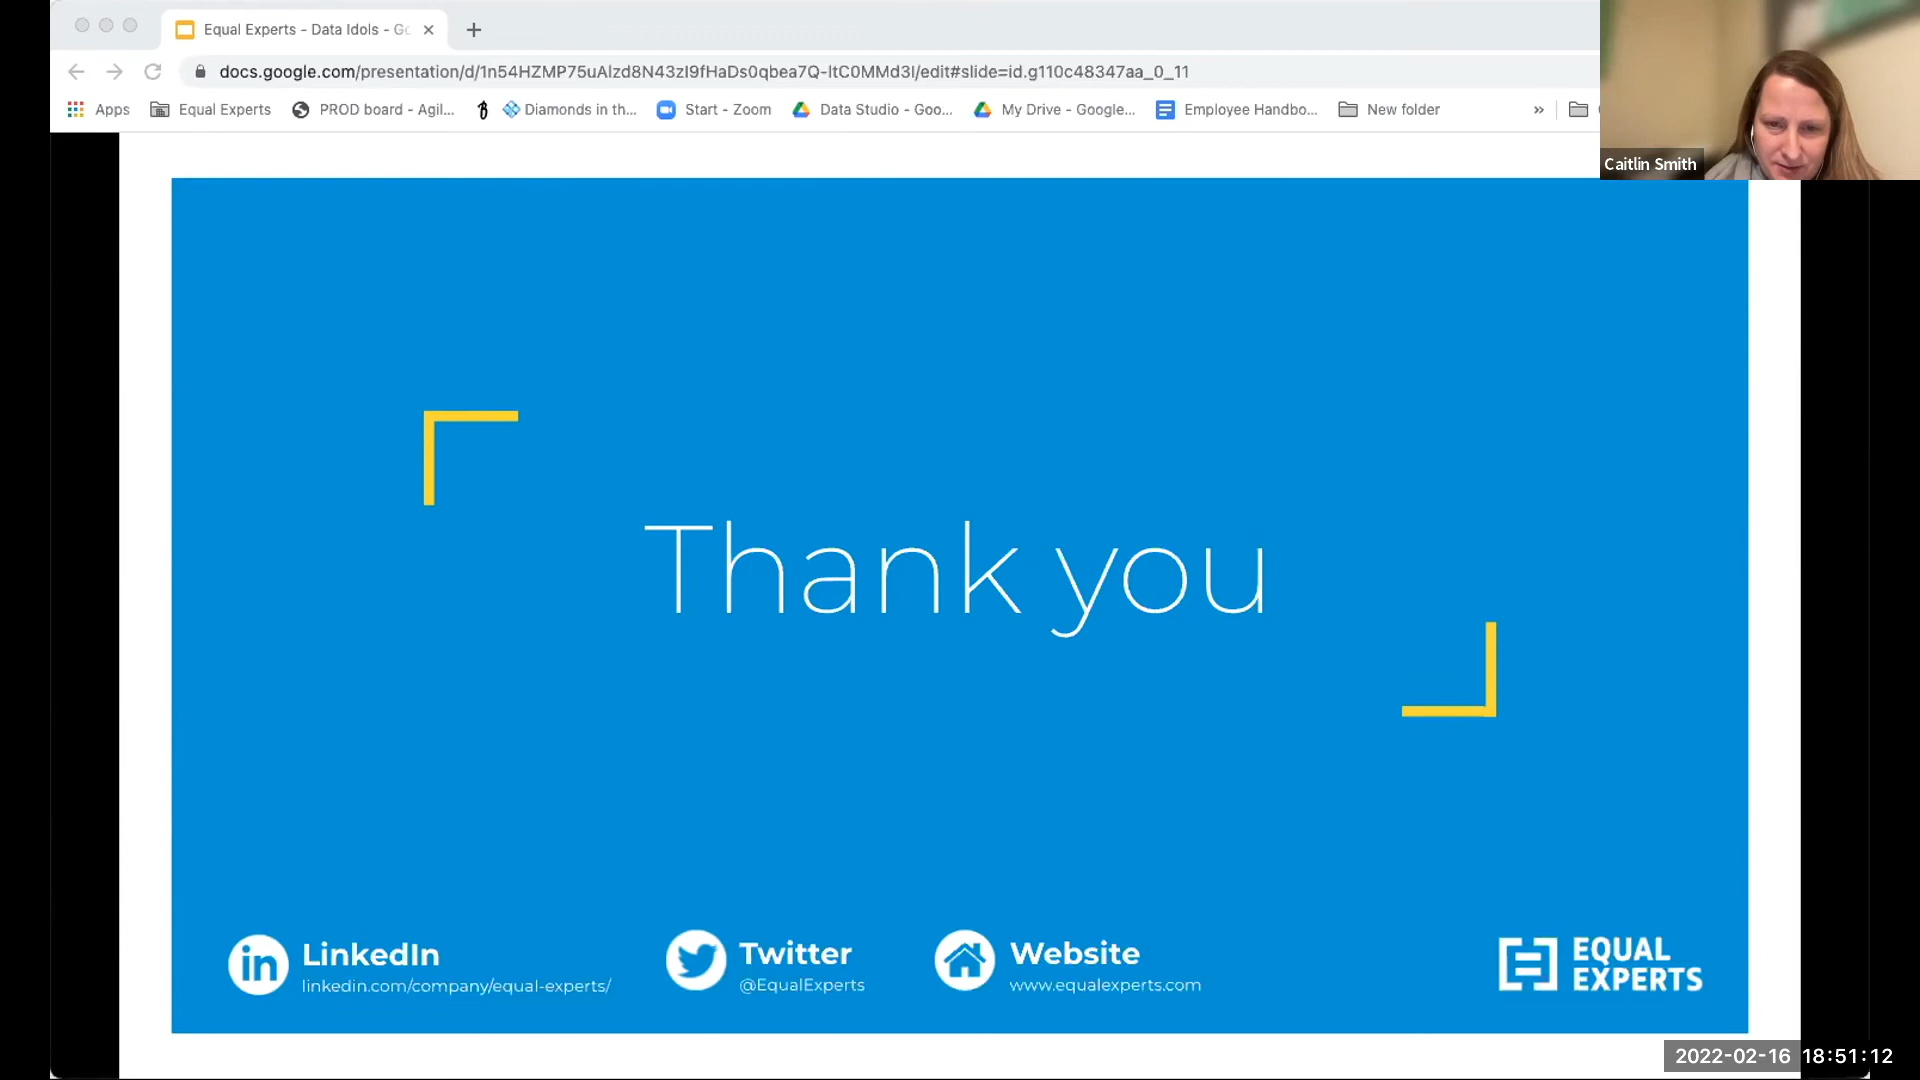 Equal Experts - Data Idols - Go
docs.google.com/presentation/d/1n54HZMP75uAlzd8N43zI9fHaDs0qbea7Q-ItC0MMd3I/edit#slide=id.g110c48347aa_0_11
Apps Equal Experts PROD board - Agil... Diamonds in th... Start - Zoom Data Studio - Goo... My Drive - Google... Employee Handbo... New folder »
Caitlin Smith
Thank you
LinkedIn
linkedin.com/company/equal-experts/
Twitter
@EqualExperts
Website
www.equalexperts.com
EQUAL
EXPERTS
2022-02-16 18:51:12